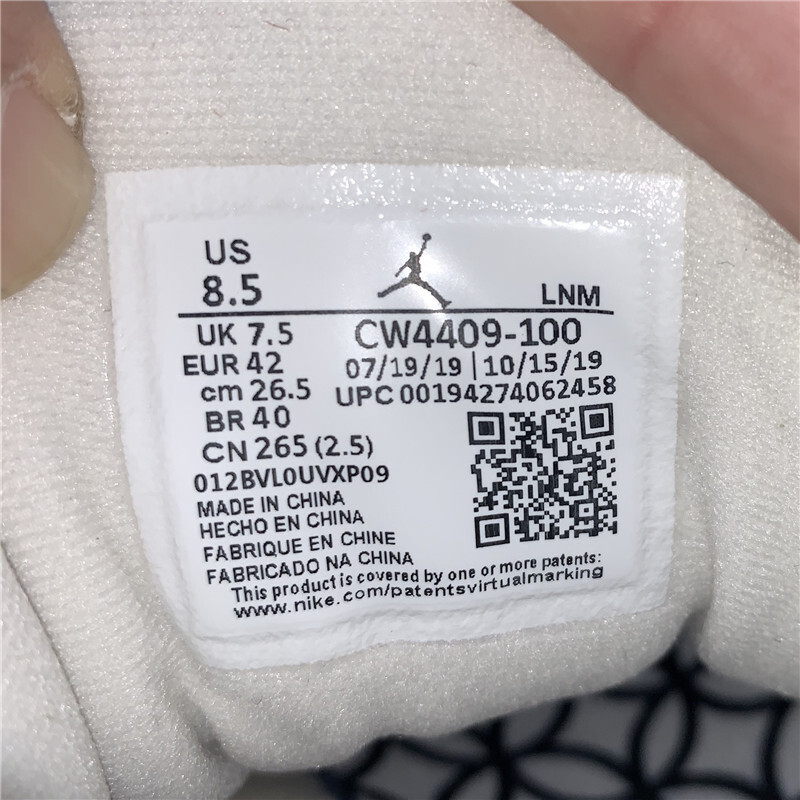 US
8.5
LNM
UK 7.5
CW4409-100
EUR 42
07/19/19 | 10/15/19
cm 26.5
UPC 00194274062458
BR 40
CN 265 (2.5)
012BVL0UVXP09
MADE IN CHINA
HECHO EN CHINA
FABRIQUE EN CHINE
FABRICADO NA CHINA
This product is covered by one or more patents:
www.nike.com/patentsvirtualmarking